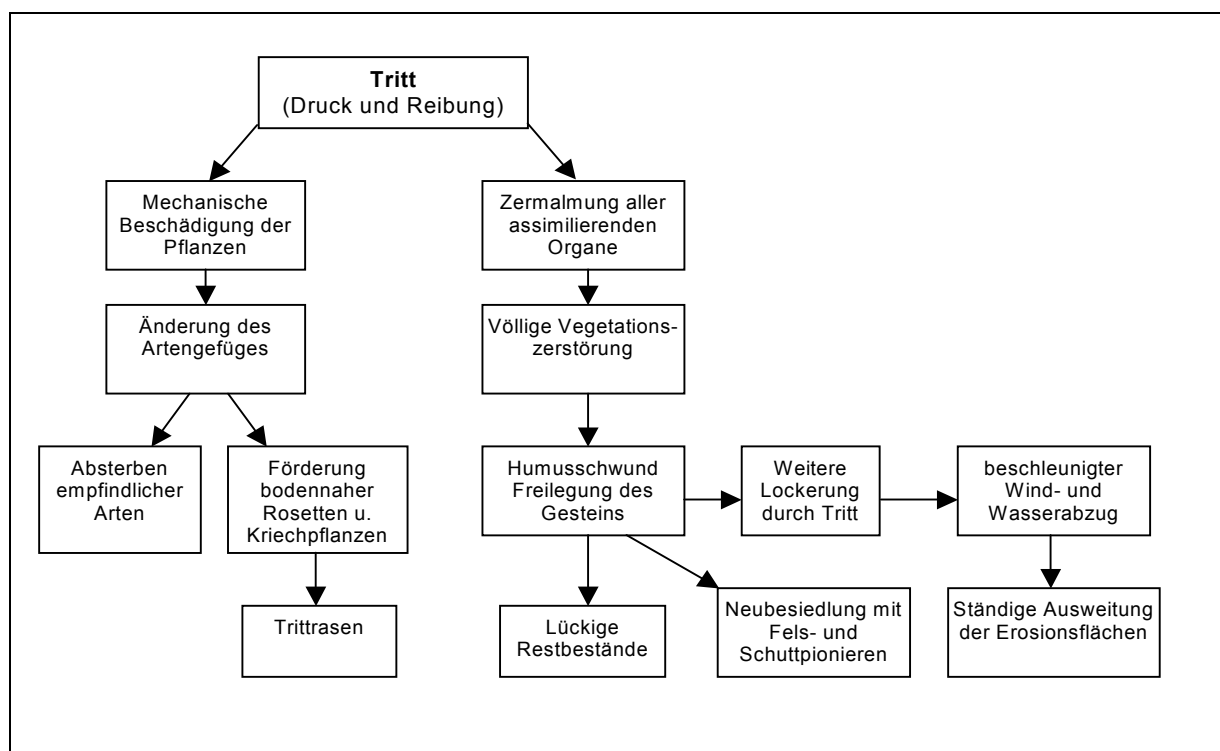 Tritt
(Druck und Reibung)
Mechanische
Beschädigung der
Pflanzen
Zermalmung aller
assimilierenden
Organe
Änderung des
Artengefüges
Völlige Vegetations-
zerstörung
Absterben
empfindlicher
Arten
Förderung
bodennaher
Rosetten u.
Kriechpflanzen
Humusschwund
Freilegung des
Gesteins
Weitere
Lockerung
durch Tritt
beschleunigter
Wind- und
Wasserabzug
Trittrasen
Lückige
Restbestände
Neubesiedlung mit
Fels- und
Schuttpionieren
Ständige Ausweitung
der Erosionsflächen